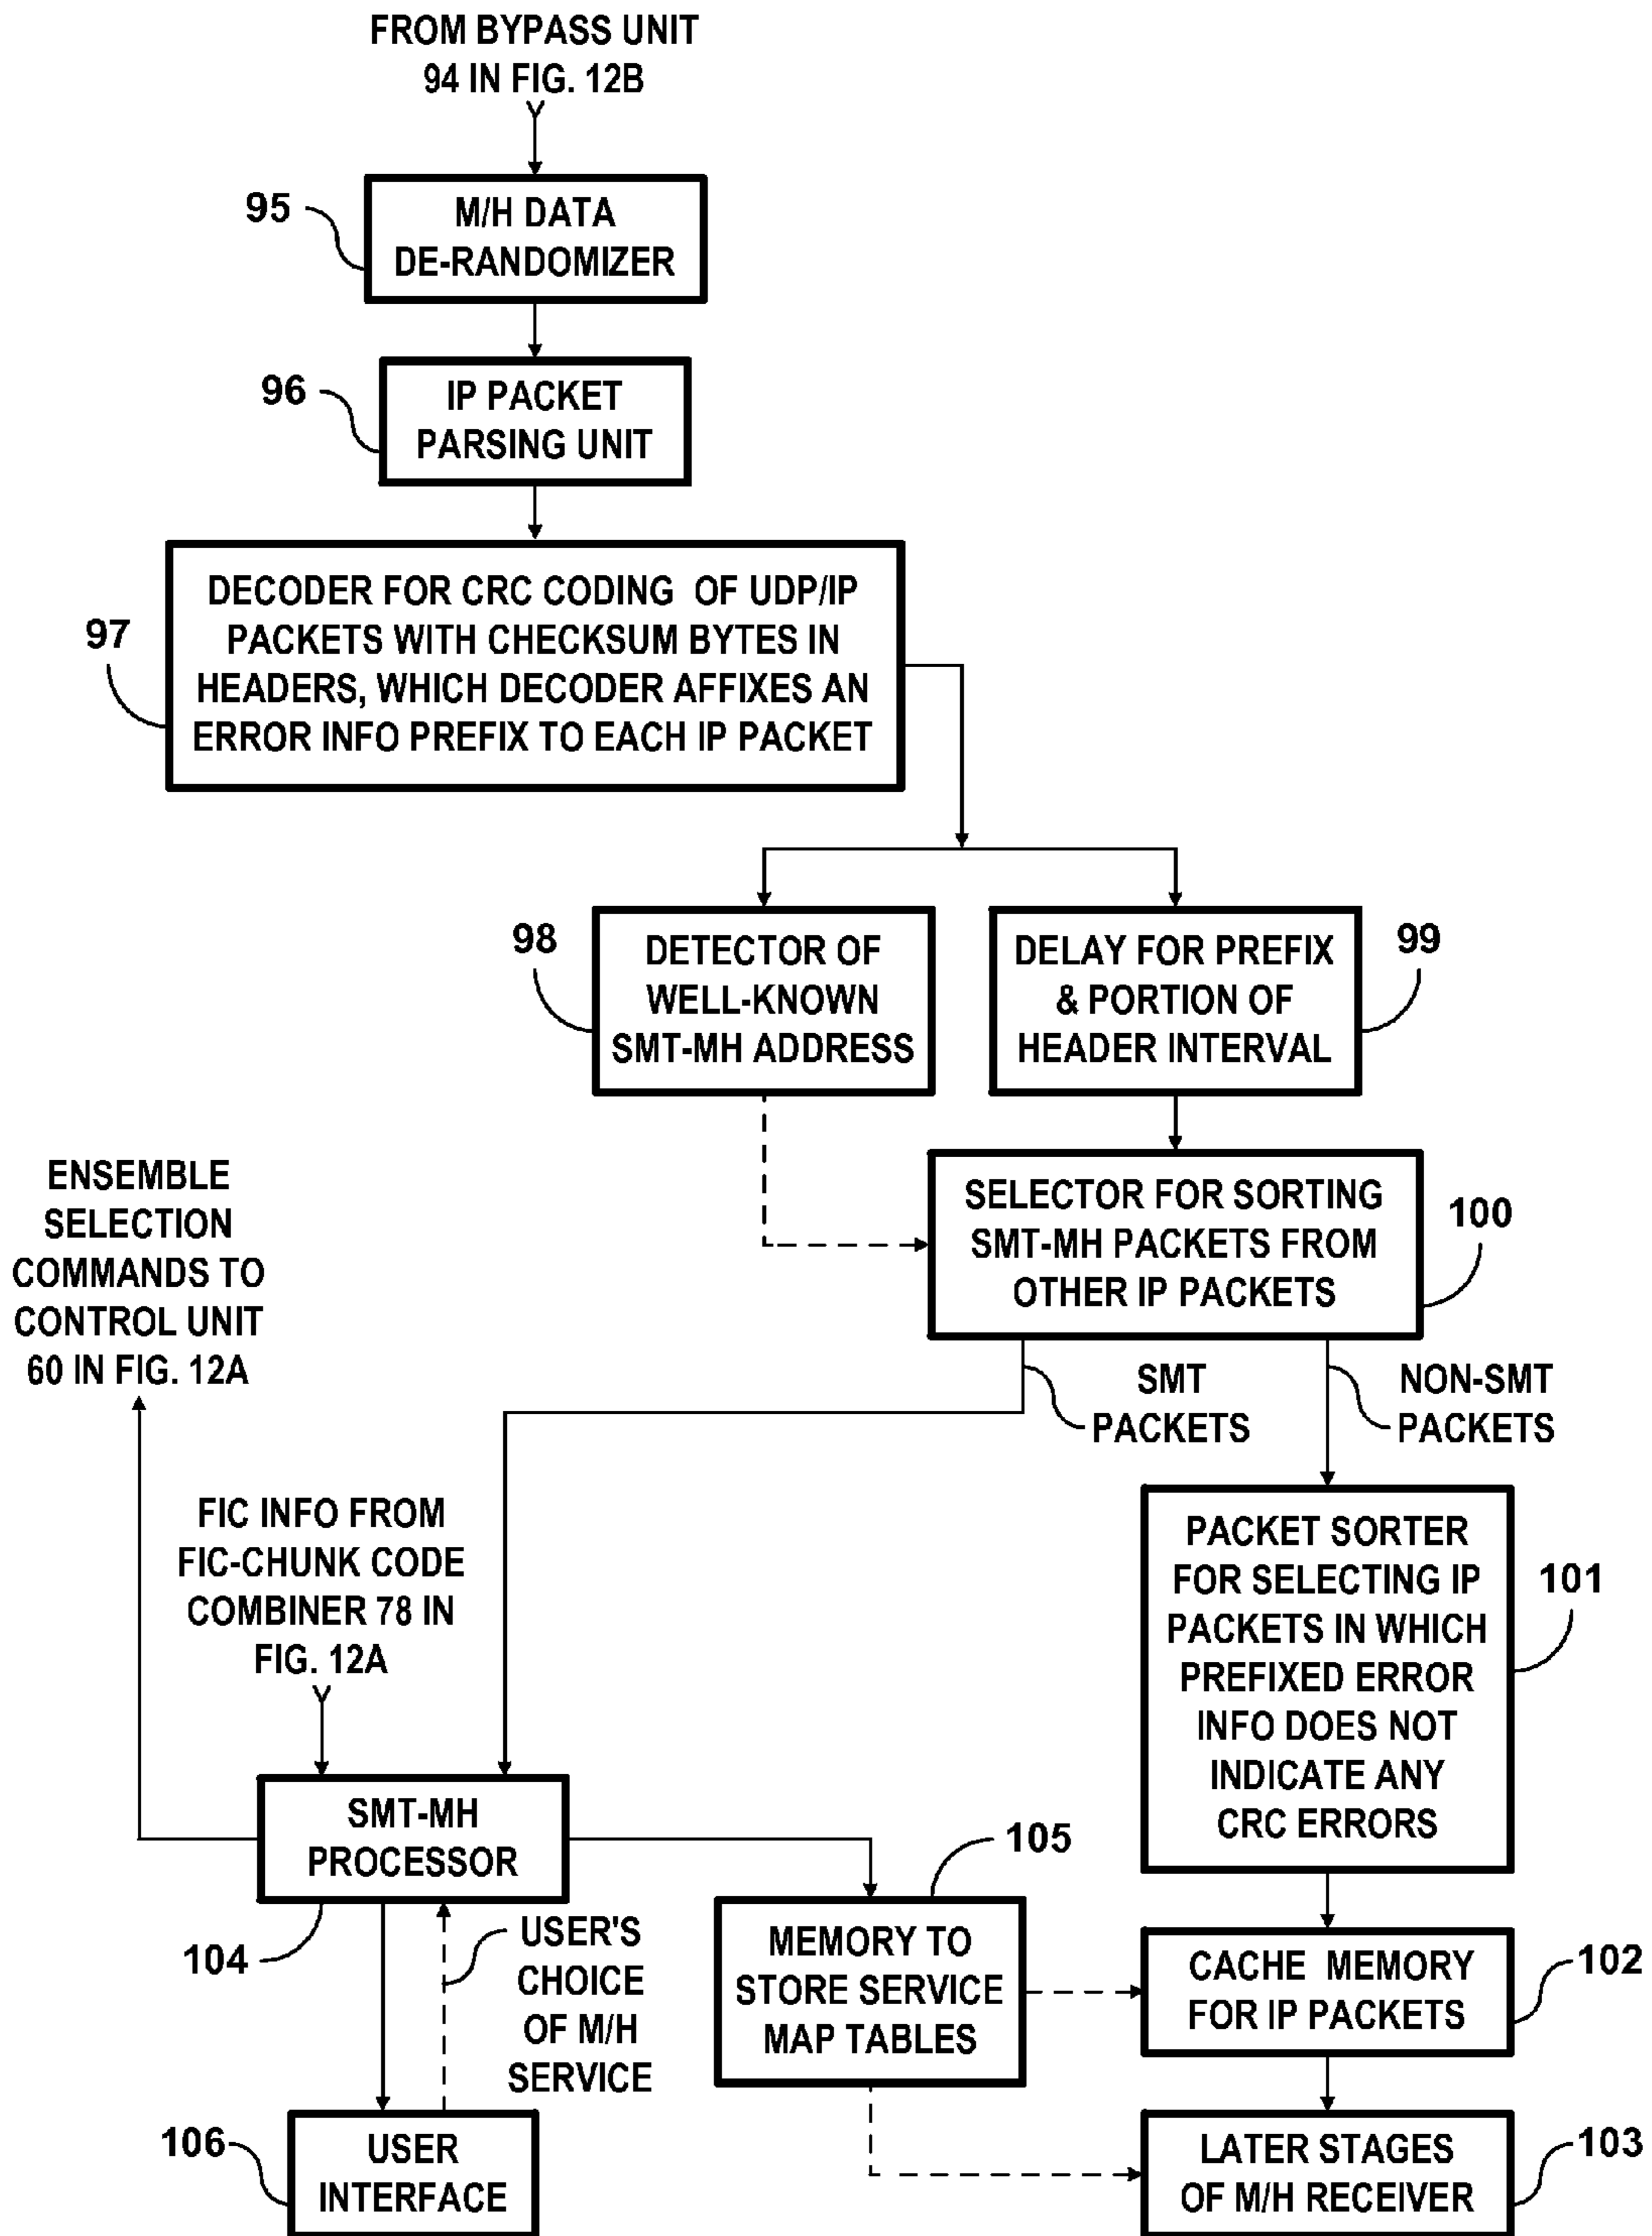 FROM BYPASS UNIT
94 IN FIG. 12B
95
M/H DATA
DE-RANDOMIZER
96
IP PACKET
PARSING UNIT
97
DECODER FOR CRC CODING OF UDP/IP
PACKETS WITH CHECKSUM BYTES IN
HEADERS, WHICH DECODER AFFIXES AN
ERROR INFO PREFIX TO EACH IP PACKET
98
DETECTOR OF
WELL-KNOWN
SMT-MH ADDRESS
DELAY FOR PREFIX
& PORTION OF
HEADER INTERVAL
99
ENSEMBLE
SELECTION
COMMANDS TO
CONTROL UNIT
60 IN FIG. 12A
SELECTOR FOR SORTING
SMT-MH PACKETS FROM
OTHER IP PACKETS
100
SMT
PACKETS
NON-SMT
PACKETS
FIC INFO FROM
FIC-CHUNK CODE
COMBINER 78 IN
FIG. 12A
PACKET SORTER
FOR SELECTING IP
PACKETS IN WHICH
PREFIXED ERROR
INFO DOES NOT
INDICATE ANY
CRC ERRORS
101
SMT-MH
PROCESSOR
104
USER'S
CHOICE
OF M/H
SERVICE
105
MEMORY TO
STORE SERVICE
MAP TABLES
CACHE MEMORY
FOR IP PACKETS
102
106
USER
INTERFACE
LATER STAGES
OF M/H RECEIVER
103